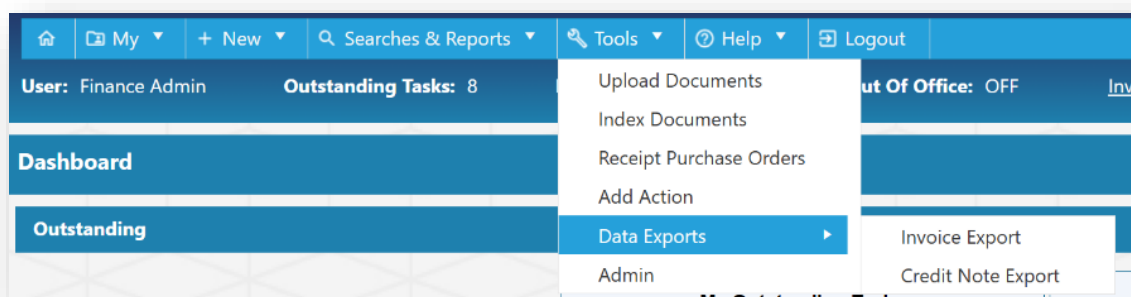 My New Searches & Reports Tools Help Logout
User: Finance Admin Outstanding Tasks: 8 Out Of Office: OFF
Upload Documents
Index Documents
Dashboard
Receipt Purchase Orders
Add Action
Outstanding
Data Exports Invoice Export
Admin Credit Note Export